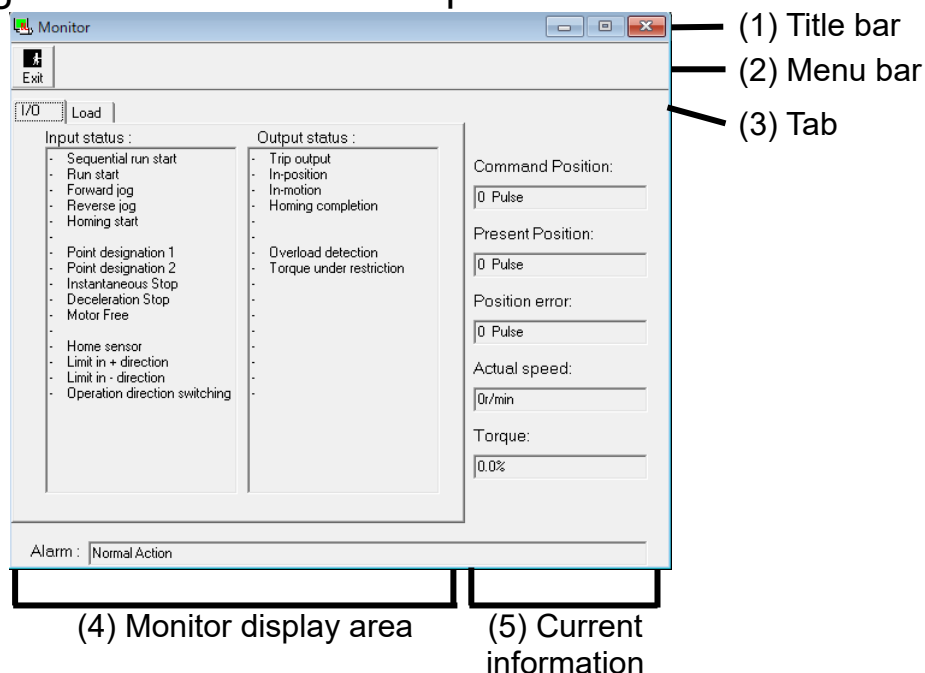 Monitor
(1) Title bar
Exit
(2) Menu bar
I/O Load
(3) Tab
Input status :
- Sequential run start
- Run start
- Forward jog
- Reverse jog
- Homing start
-
- Point designation 1
- Point designation 2
- Instantaneous Stop
- Deceleration Stop
- Motor Free
-
- Home sensor
- Limit in + direction
- Limit in - direction
- Operation direction switching
Output status :
- Trip output
- In-position
- In-motion
- Homing completion
-
-
- Overload detection
- Torque under restriction
-
-
-
-
-
-
-
-
Command Position:
0 Pulse
Present Position:
0 Pulse
Position error:
0 Pulse
Actual speed:
0r/min
Torque:
0.0%
Alarm : Normal Action
(4) Monitor display area
(5) Current
information